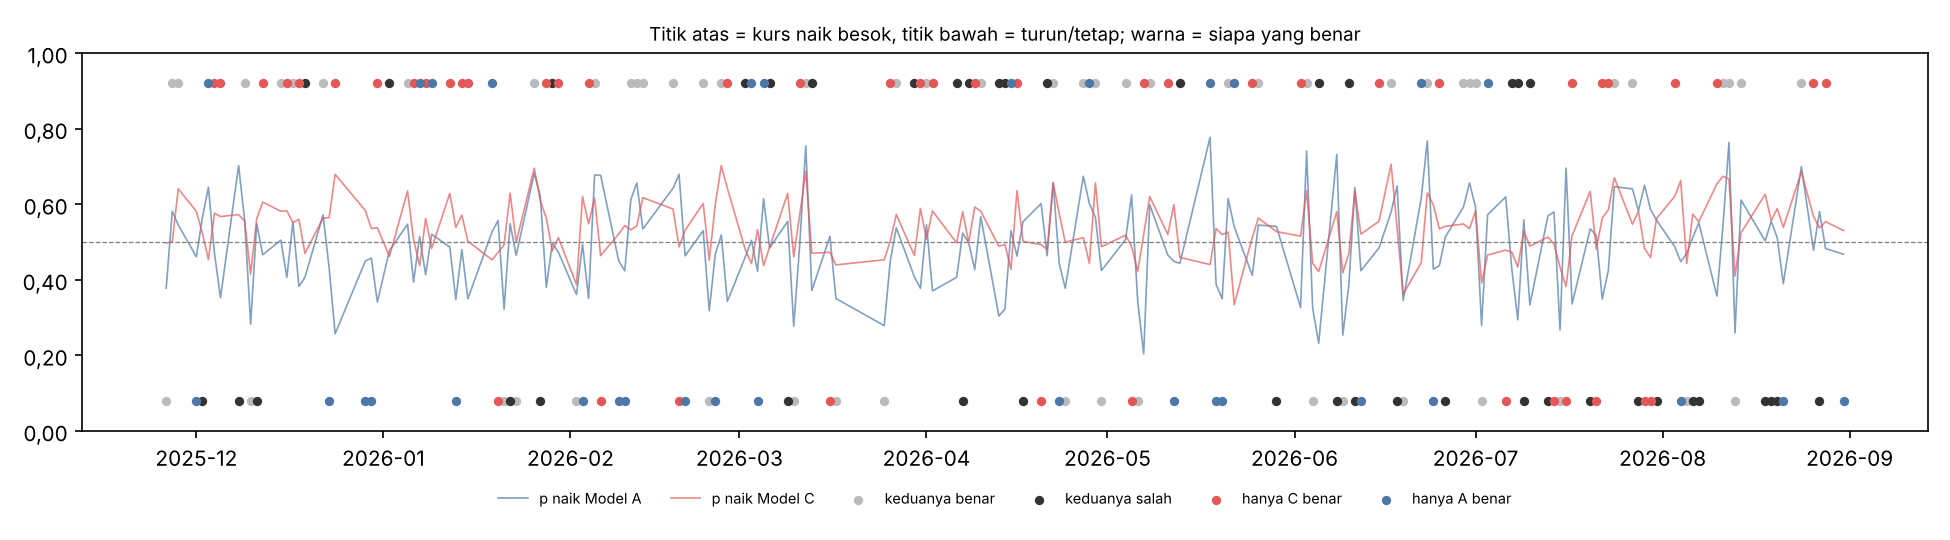 Titik atas = kurs naik besok, titik bawah = turun/tetap; warna = siapa yang benar
1,00
0,80
0,60
0,40
0,20
0,00
2025-12 2026-01 2026-02 2026-03 2026-04 2026-05 2026-06 2026-07 2026-08 2026-09
p naik Model A p naik Model C keduanya benar keduanya salah hanya C benar hanya A benar